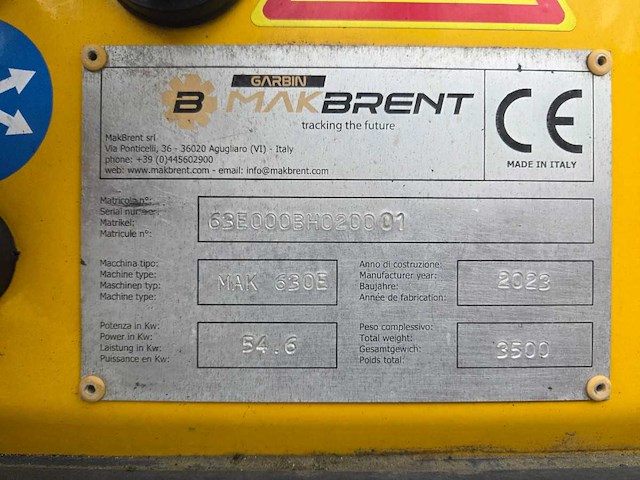 GARBIN
B MAKBRENT
tracking the future
MakBrent srl
Via Ponticelli, 36 - 36020 Agugliaro (VI) - Italy
phone: +39 (0)445602900
web: www.makbrent.com - email: info@makbrent.com
CE
MADE IN ITALY
Matricola n°:
Serial number:
Matrikel:
Matricule n°:
63E000BH020001
Macchina tipo:
Machine type:
Maschinen typ:
Machine type:
MAK 630E
Anno di costruzione:
Manufacturer year:
Baujahre:
Année de fabrication:
2023
Potenza in Kw:
Power in Kw:
Laistung in Kw:
Puissance en Kw:
54.6
Peso complessivo:
Total weight:
Gesamtgewich:
Poids total:
3500